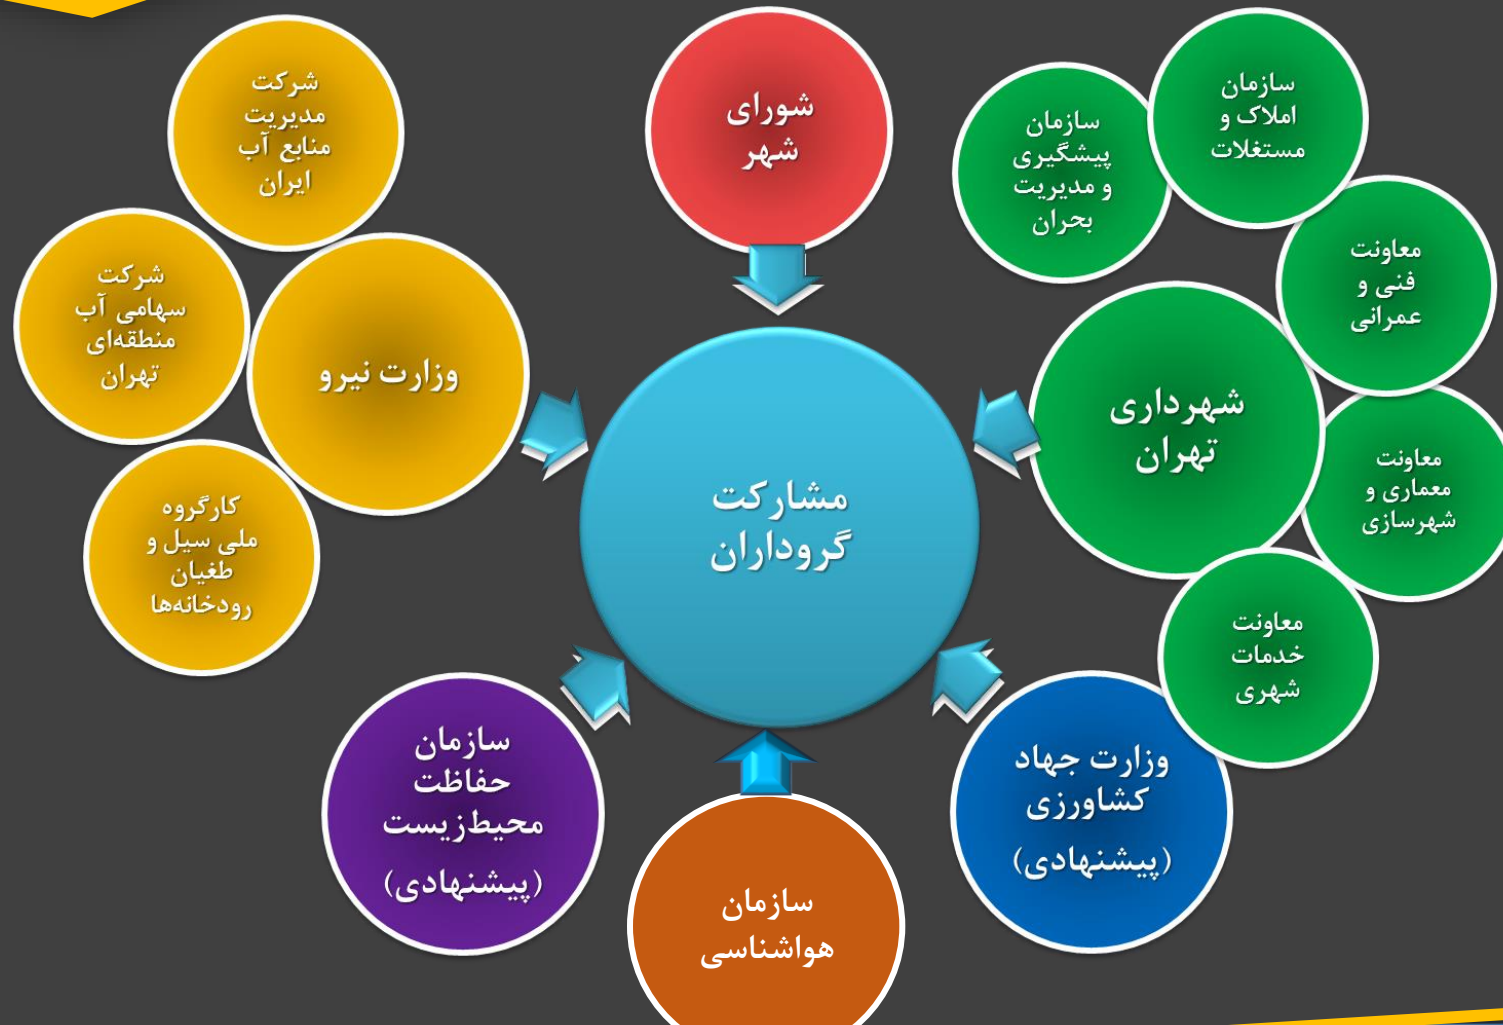 شورای
شهر
سازمان
املاک و
مستغلات
سازمان
پیشگیری
و مدیریت
بحران
معاونت
فنی و
عمرانی
شهرداری
تهران
معاونت
معماری و
شهرسازی
معاونت
خدمات
شهری
شرکت
مدیریت
منابع آب
ایران
شرکت
سهامی آب
منطقه‌ای
تهران
وزارت نیرو
کارگروه
ملی سیل و
طغیان
رودخانه‌ها
مشارکت
گروداران
وزارت جهاد
کشاورزی
(پیشنهادی)
سازمان
هواشناسی
سازمان
حفاظت
محیط‌زیست
(پیشنهادی)